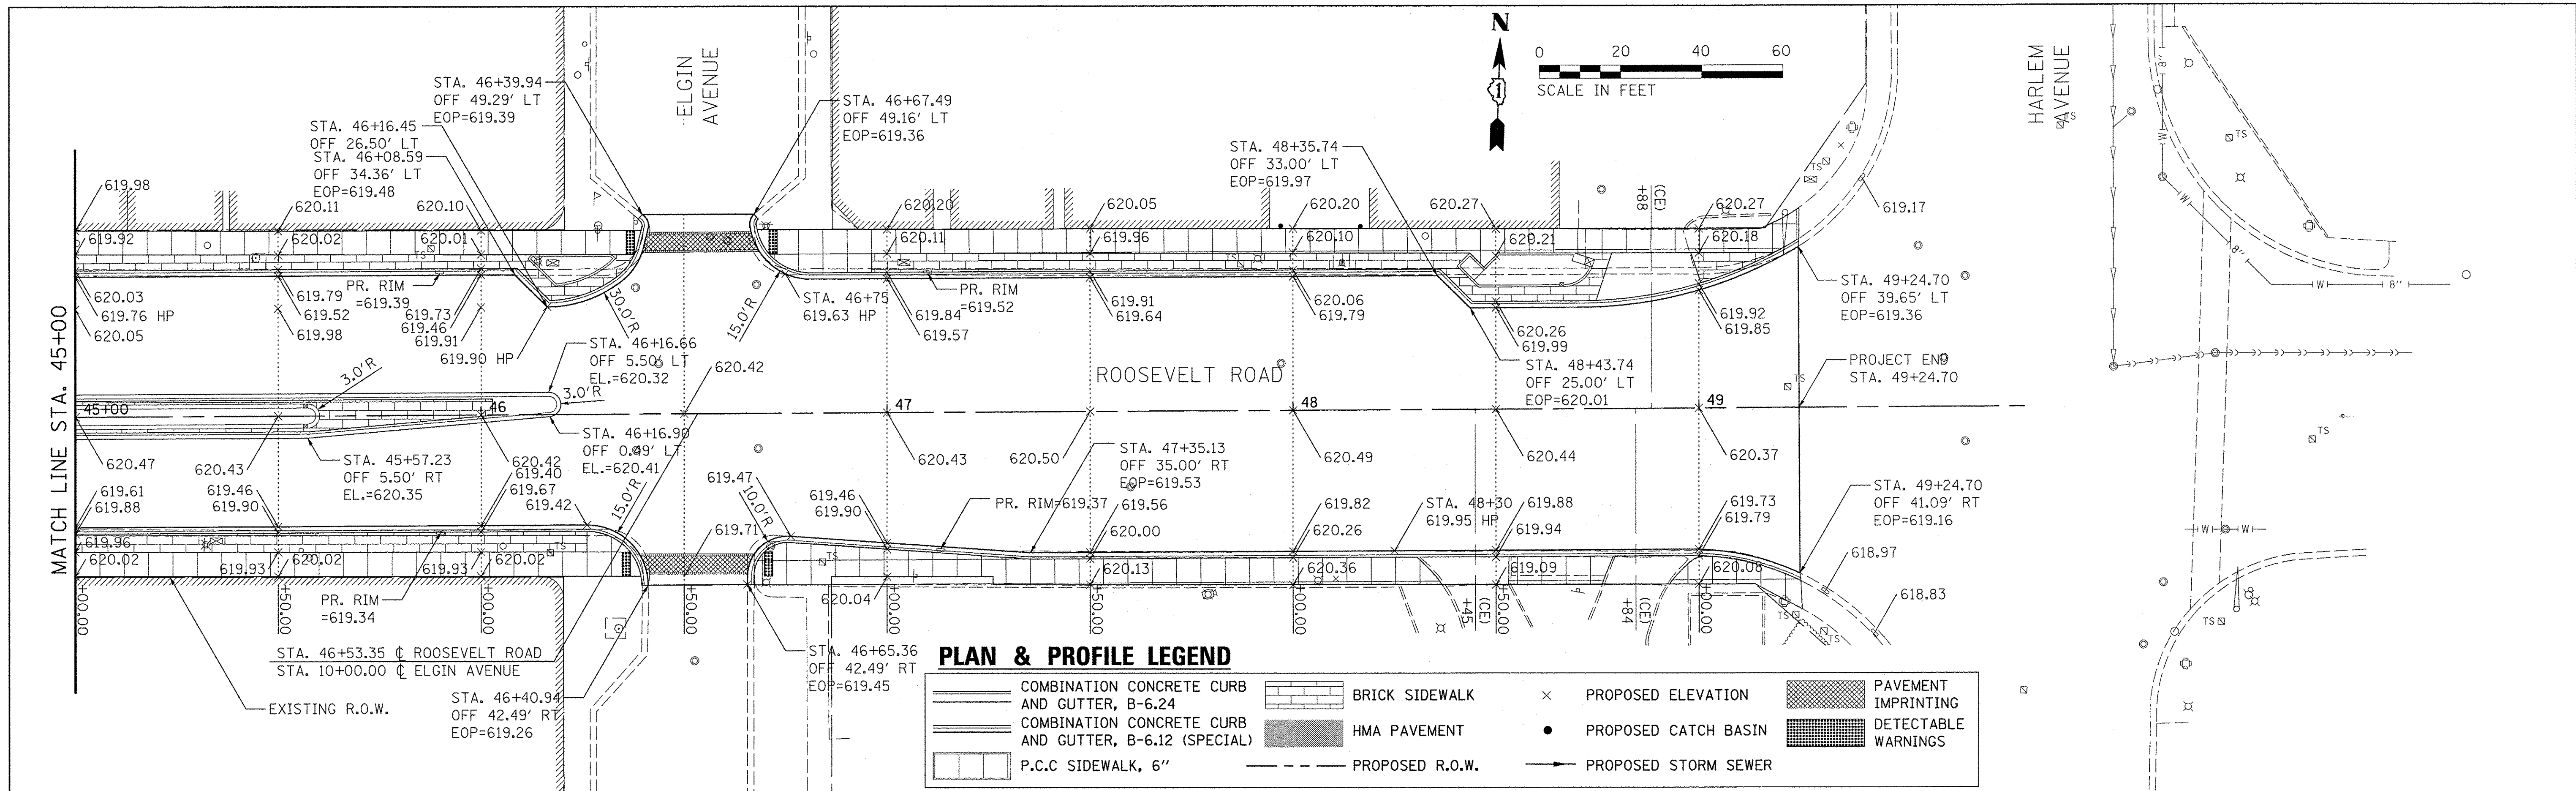 MATCH LINE STA. 45+00
ELGIN
AVENUE
N
1
0 20 40 60
SCALE IN FEET
HARLEM
AVENUE
STA. 46+39.94
OFF 49.29' LT
EOP=619.39
STA. 46+16.45
OFF 26.50' LT
STA. 46+08.59
OFF 34.36' LT
EOP=619.48
STA. 46+67.49
OFF 49.16' LT
EOP=619.36
STA. 48+35.74
OFF 33.00' LT
EOP=619.97
619.98
620.11
620.10
620.20
620.05
620.20
620.27
+88 (CE)
620.27
619.17
619.92
620.02
620.01
620.11
619.96
620.10
620.21
620.18
TS
TS
TS
TS
TS
PR. RIM
=619.39
30.0'R
15.0'R
STA. 46+75
619.63 HP
PR. RIM
=619.52
620.03
619.76 HP
620.05
619.79
619.52
619.98
619.73
619.46
619.91
619.90 HP
619.84
619.57
619.91
619.64
620.06
619.79
620.26
619.99
619.92
619.85
STA. 49+24.70
OFF 39.65' LT
EOP=619.36
STA. 46+16.66
OFF 5.50' LT
EL.=620.32
620.42
ROOSEVELT ROAD
STA. 48+43.74
OFF 25.00' LT
EOP=620.01
PROJECT END
STA. 49+24.70
TS
3.0'R
3.0'R
45+00
46
47
48
49
STA. 46+16.90
OFF 0.49' LT
EL.=620.41
STA. 45+57.23
OFF 5.50' RT
EL.=620.35
620.47
620.43
620.42
620.43
620.50
620.49
620.44
620.37
STA. 47+35.13
OFF 35.00' RT
EOP=619.53
619.61
619.88
619.46
619.90
619.40
619.67
619.42
15.0'R
619.47
10.0'R
619.46
619.90
PR. RIM=619.37
619.56
620.00
619.82
620.26
STA. 48+30
619.95 HP
619.88
619.94
619.73
619.79
STA. 49+24.70
OFF 41.09' RT
EOP=619.16
619.96
620.02
619.93
620.02
619.93
620.02
TS
619.71
TS
620.04
620.13
620.36
619.09
620.08
618.97
618.83
TS
TS
TS
TS
PR. RIM
=619.34
+00.00
+50.00
+00.00
+50.00
+00.00
+50.00
+00.00
+45 (CE)
+50.00
+84 (CE)
+00.00
STA. 46+53.35 ℄ ROOSEVELT ROAD
STA. 10+00.00 ℄ ELGIN AVENUE
EXISTING R.O.W.
STA. 46+40.94
OFF 42.49' RT
EOP=619.26
STA. 46+65.36
OFF 42.49' RT
EOP=619.45
8"
W
W
8"
W
8"
W
W
PLAN & PROFILE LEGEND
COMBINATION CONCRETE CURB
AND GUTTER, B-6.24
COMBINATION CONCRETE CURB
AND GUTTER, B-6.12 (SPECIAL)
P.C.C SIDEWALK, 6"
BRICK SIDEWALK
HMA PAVEMENT
PROPOSED R.O.W.
PROPOSED ELEVATION
PROPOSED CATCH BASIN
PROPOSED STORM SEWER
PAVEMENT
IMPRINTING
DETECTABLE
WARNINGS